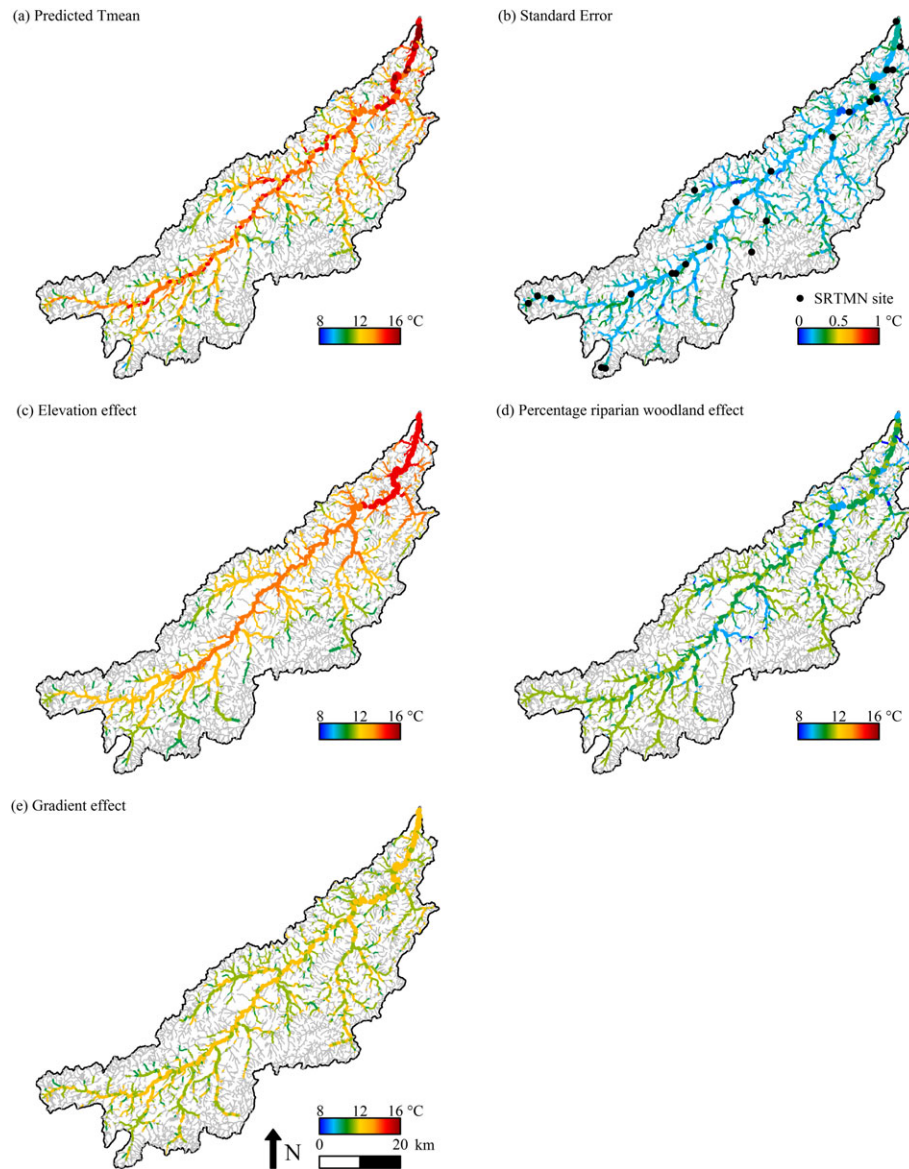 (a) Predicted Tmean
(b) Standard Error
8 12 16 °C
SRTMN site
0 0.5 1 °C
(c) Elevation effect
(d) Percentage riparian woodland effect
8 12 16 °C
8 12 16 °C
(e) Gradient effect
8 12 16 °C
0 20 km
N